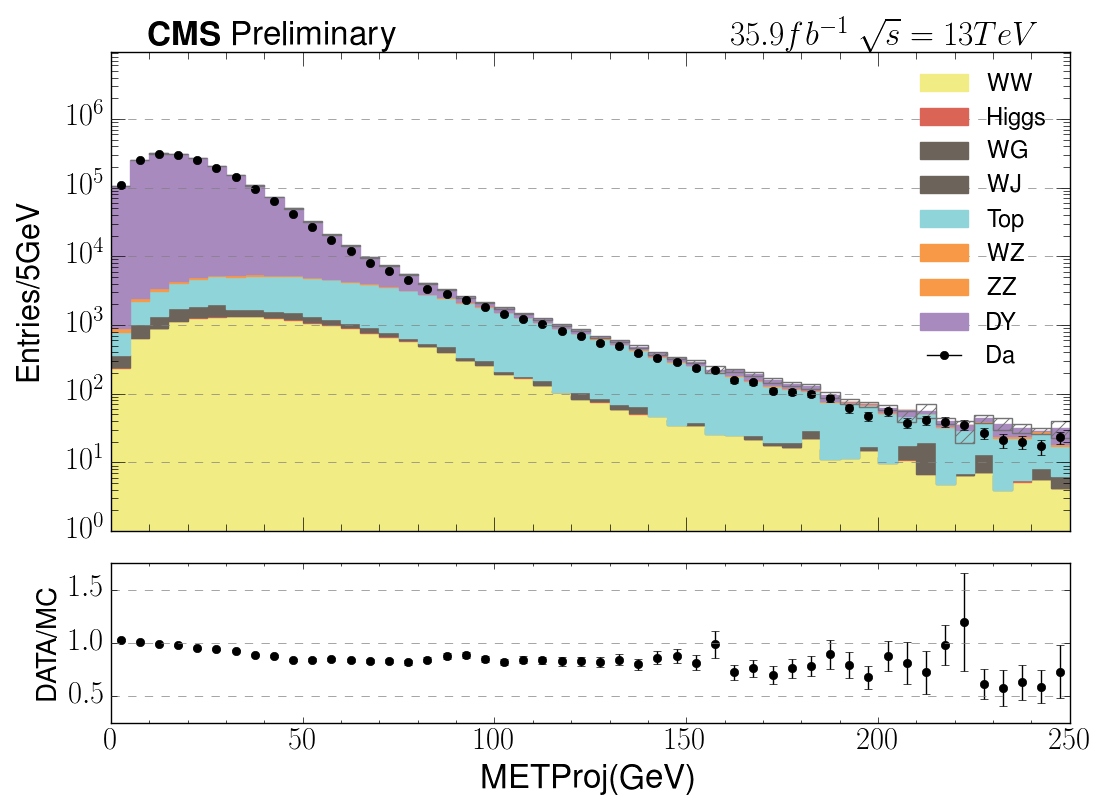 CMS Preliminary 35.9fb⁻¹ √s = 13TeV
Entries/5GeV
10⁶
10⁵
10⁴
10³
10²
10¹
10⁰
WW
Higgs
WG
WJ
Top
WZ
ZZ
DY
Da
DATA/MC
1.5
1.0
0.5
0 50 100 150 200 250
METProj(GeV)